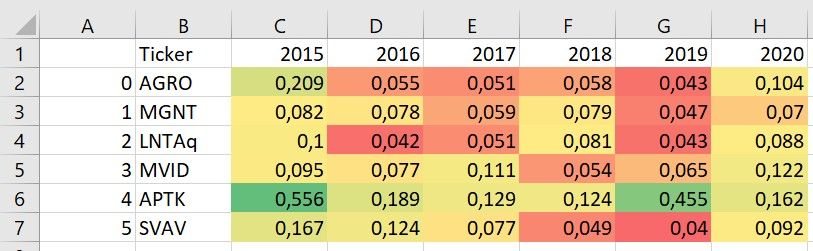 A B C D E F G H
1 Ticker 2015 2016 2017 2018 2019 2020
2 0 AGRO 0,209 0,055 0,051 0,058 0,043 0,104
3 1 MGNT 0,082 0,078 0,059 0,079 0,047 0,07
4 2 LNTAq 0,1 0,042 0,051 0,081 0,043 0,088
5 3 MVID 0,095 0,077 0,111 0,054 0,065 0,122
6 4 APTK 0,556 0,189 0,129 0,124 0,455 0,162
7 5 SVAV 0,167 0,124 0,077 0,049 0,04 0,092